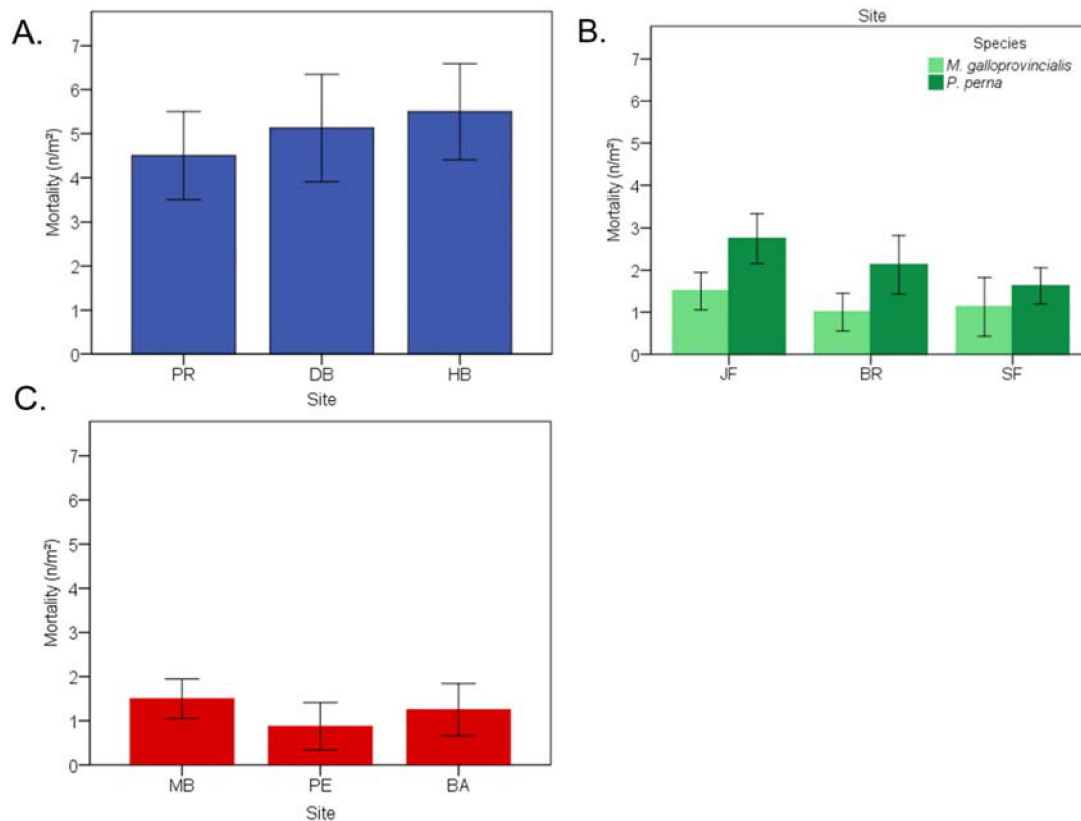 A.
7
6
5
4
3
2
1
0
Mortality (n/m²)
PR DB HB
Site
B.
Site
Species
M. galloprovincialis
P. perna
7
6
5
4
3
2
1
0
Mortality (n/m²)
JF BR SF
C.
7
6
5
4
3
2
1
0
Mortality (n/m²)
MB PE BA
Site